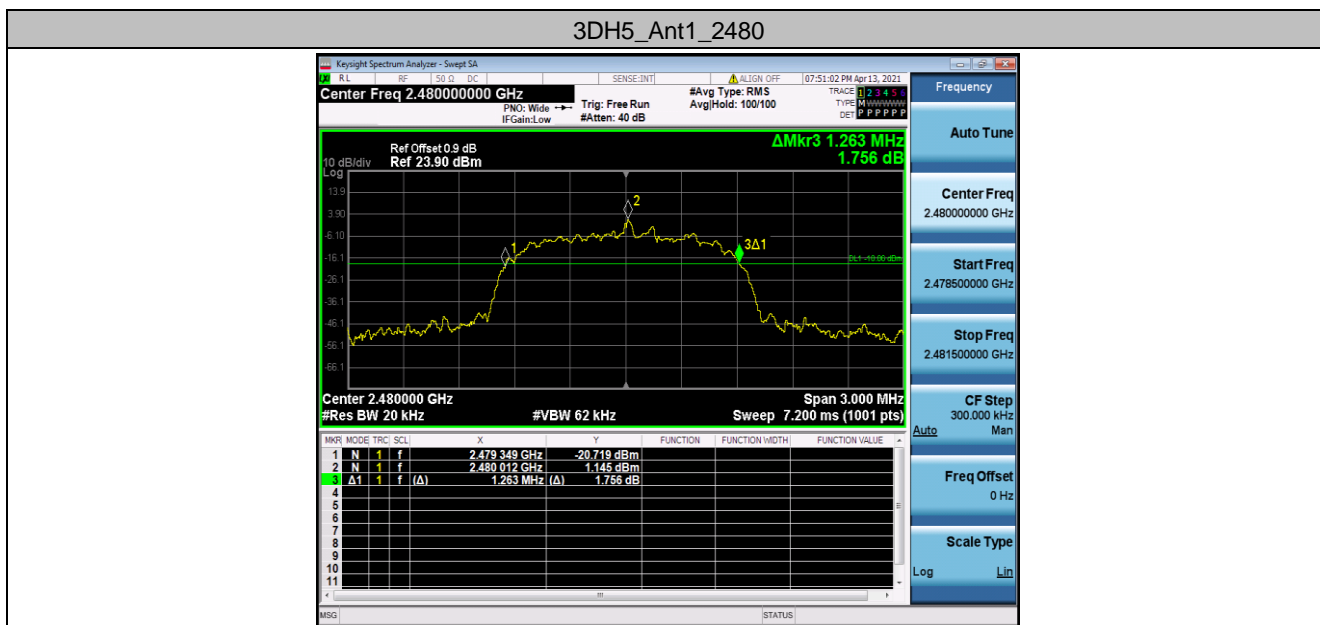 3DH5_Ant1_2480
Keysight Spectrum Analyzer - Swept SA
RL RF 50 Ω DC SENSE:INT ALIGN OFF 07:51:02 PM Apr 13, 2021
Center Freq 2.480000000 GHz
PNO: Wide
IFGain:Low
Trig: Free Run
#Atten: 40 dB
#Avg Type: RMS
Avg|Hold: 100/100
TRACE 1 2 3 4 5 6
TYPE M W W W W W
DET P P P P P P
ΔMkr3 1.263 MHz
1.756 dB
Ref Offset 0.9 dB
10 dB/div Ref 23.90 dBm
Log
13.9
3.90
-6.10
-16.1
-26.1
-36.1
-46.1
-56.1
-66.1
1
2
3Δ1
DL1 -18.86 dBm
Center 2.480000 GHz Span 3.000 MHz
#Res BW 20 kHz #VBW 62 kHz Sweep 7.200 ms (1001 pts)
MKR MODE TRC SCL X Y FUNCTION FUNCTION WIDTH FUNCTION VALUE
1 N 1 f 2.479 349 GHz -20.719 dBm
2 N 1 f 2.480 012 GHz 1.145 dBm
3 Δ1 1 f (Δ) 1.263 MHz (Δ) 1.756 dB
4
5
6
7
8
9
10
11
MSG STATUS
Frequency
Auto Tune
Center Freq
2.480000000 GHz
Start Freq
2.478500000 GHz
Stop Freq
2.481500000 GHz
CF Step
300.000 kHz
Auto Man
Freq Offset
0 Hz
Scale Type
Log Lin